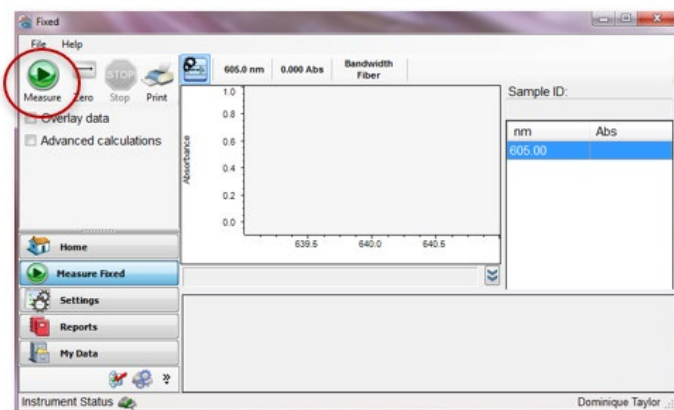 Fixed
File Help
Measure Zero Stop Print
STOP
605.0 nm 0.000 Abs Bandwidth
Fiber
Overlay data
Advanced calculations
Absorbance
1.0
0.8
0.6
0.4
0.2
0.0
639.5 640.0 640.5
Sample ID:
nm Abs
605.00
Home
Measure Fixed
Settings
Reports
My Data
Instrument Status
Dominique Taylor